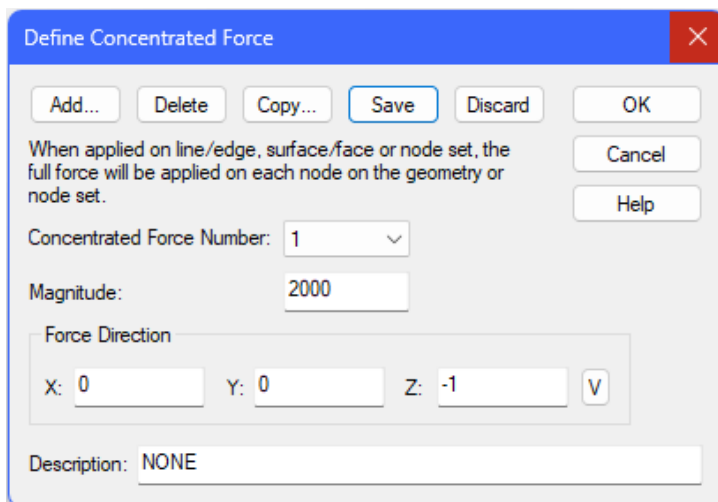 Define Concentrated Force
Add... Delete Copy... Save Discard OK
When applied on line/edge, surface/face or node set, the
full force will be applied on each node on the geometry or
node set.
Cancel
Help
Concentrated Force Number: 1
Magnitude: 2000
Force Direction
X: 0 Y: 0 Z: -1 V
Description: NONE